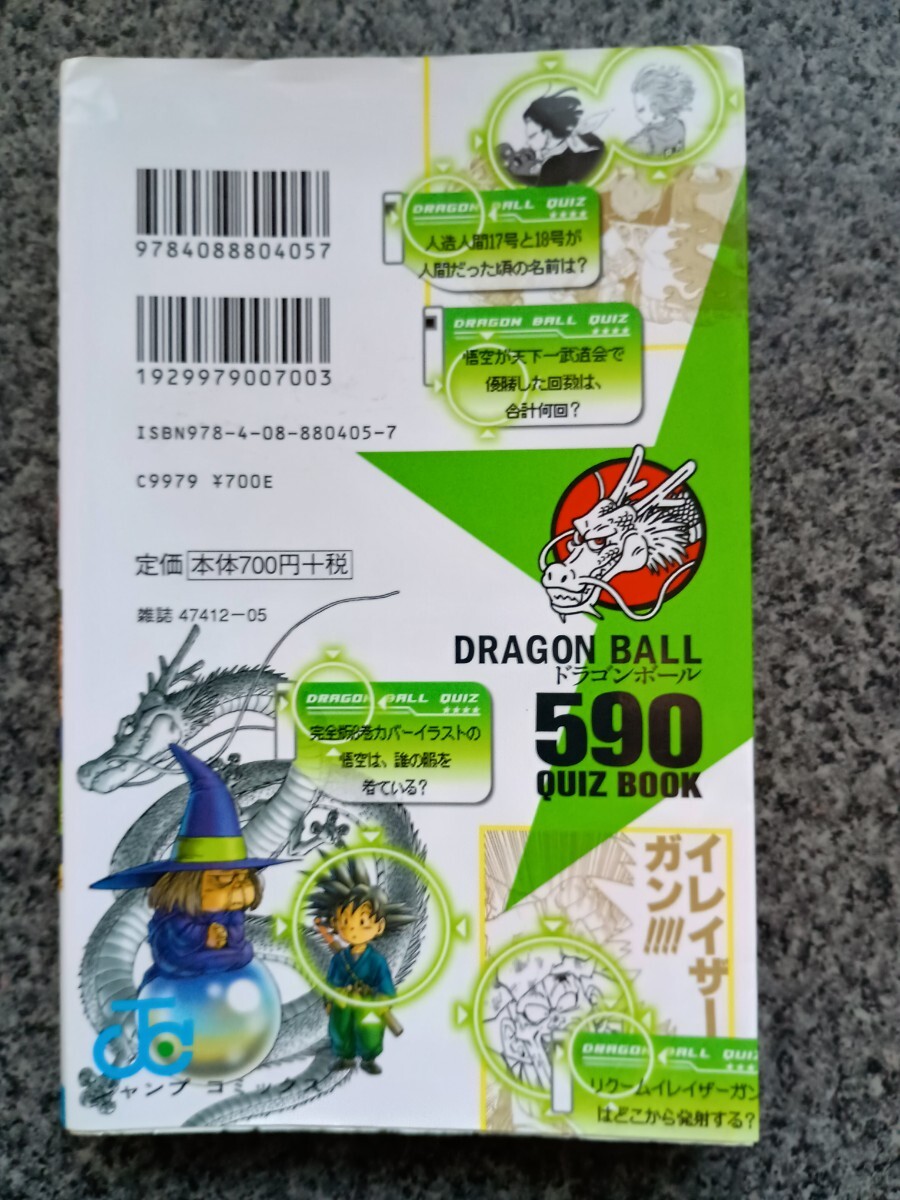 9784088804057
1929979007003
ISBN978-4-08-880405-7
C9979 ¥700E
定価 本体700円+税
雑誌 47412-05
DRAGON BALL QUIZ
人造人間17号と18号が
人間だった頃の名前は?
DRAGON BALL QUIZ
悟空が天下一武道会で
優勝した回数は、
合計何回?
DRAGON BALL
ドラゴンボール
590
QUIZ BOOK
DRAGON BALL QUIZ
完全版8巻カバーイラストの
悟空は、誰の服を
着ている?
イレイザー
ガン!!!!
DRAGON BALL QUIZ
リクームイレイザーガン
はどこから発射する?
JC
ジャンプ コミックス